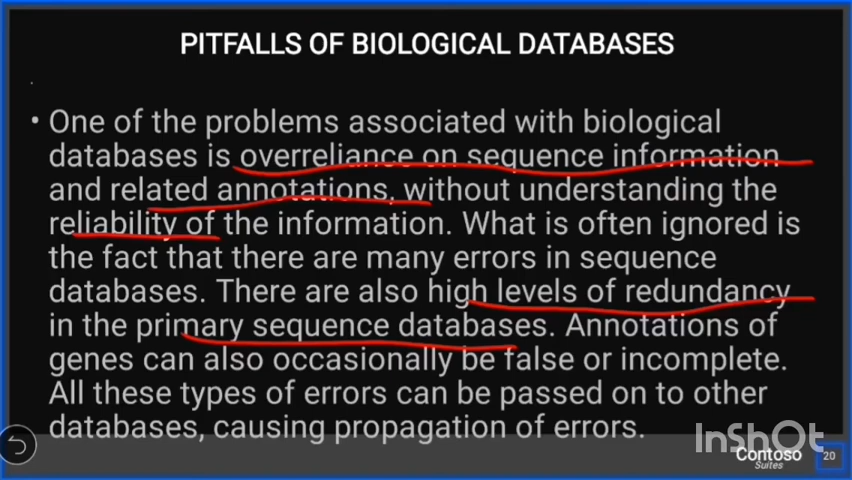 PITFALLS OF BIOLOGICAL DATABASES
• One of the problems associated with biological
databases is overreliance on sequence information
and related annotations, without understanding the
reliability of the information. What is often ignored is
the fact that there are many errors in sequence
databases. There are also high levels of redundancy
in the primary sequence databases. Annotations of
genes can also occasionally be false or incomplete.
All these types of errors can be passed on to other
databases, causing propagation of errors.
InShOt
Contoso
Suites
20